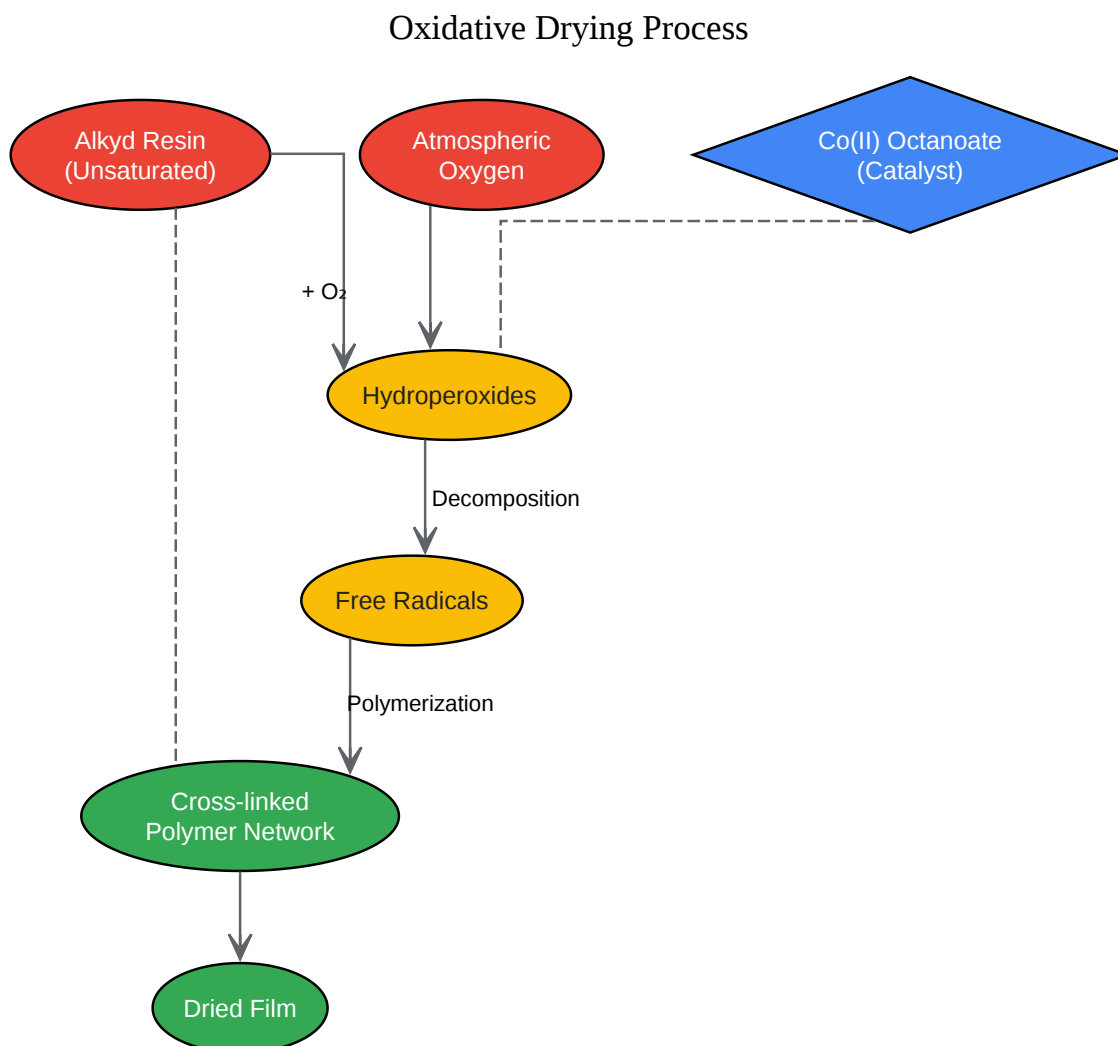 Oxidative Drying Process
Alkyd Resin
(Unsaturated)
Atmospheric
Oxygen
Co(II) Octanoate
(Catalyst)
+ O₂
Hydroperoxides
Decomposition
Free Radicals
Polymerization
Cross-linked
Polymer Network
Dried Film